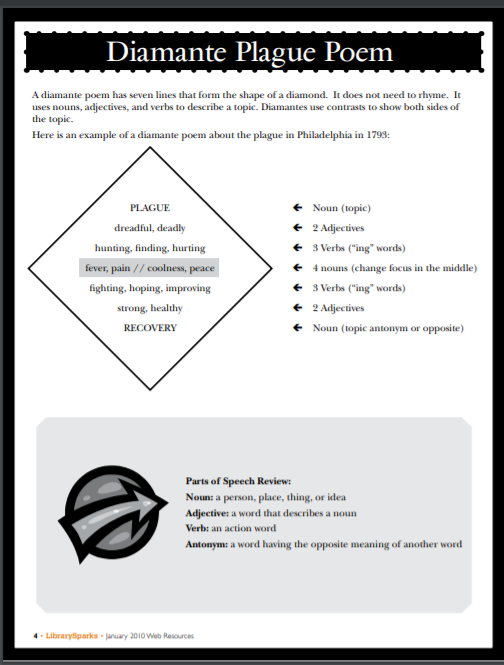 Diamante Plague Poem
A diamante poem has seven lines that form the shape of a diamond. It does not need to rhyme. It
uses nouns, adjectives, and verbs to describe a topic. Diamantes use contrasts to show both sides of
the topic.
Here is an example of a diamante poem about the plague in Philadelphia in 1793:
PLAGUE ← Noun (topic)
dreadful, deadly ← 2 Adjectives
hunting, finding, hurting ← 3 Verbs (“ing” words)
fever, pain // coolness, peace ← 4 nouns (change focus in the middle)
fighting, hoping, improving ← 3 Verbs (“ing” words)
strong, healthy ← 2 Adjectives
RECOVERY ← Noun (topic antonym or opposite)
Parts of Speech Review:
Noun: a person, place, thing, or idea
Adjective: a word that describes a noun
Verb: an action word
Antonym: a word having the opposite meaning of another word
4 • LibrarySparks • January 2010 Web Resources